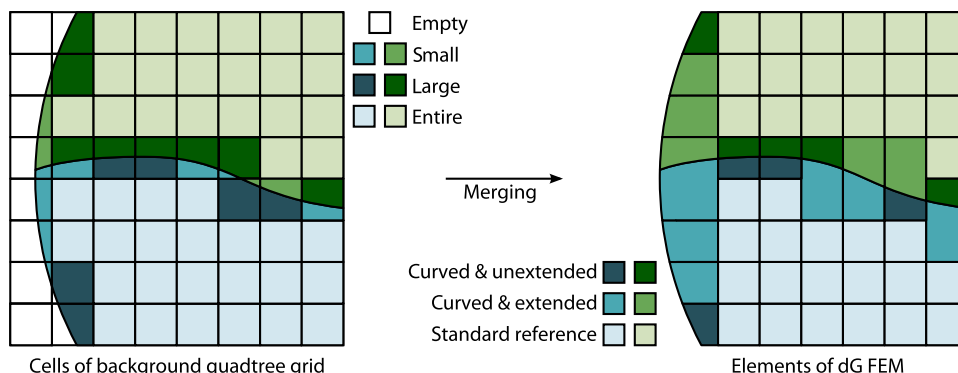 Empty
Small
Large
Entire
Merging
Curved & unextended
Curved & extended
Standard reference
Cells of background quadtree grid
Elements of dG FEM